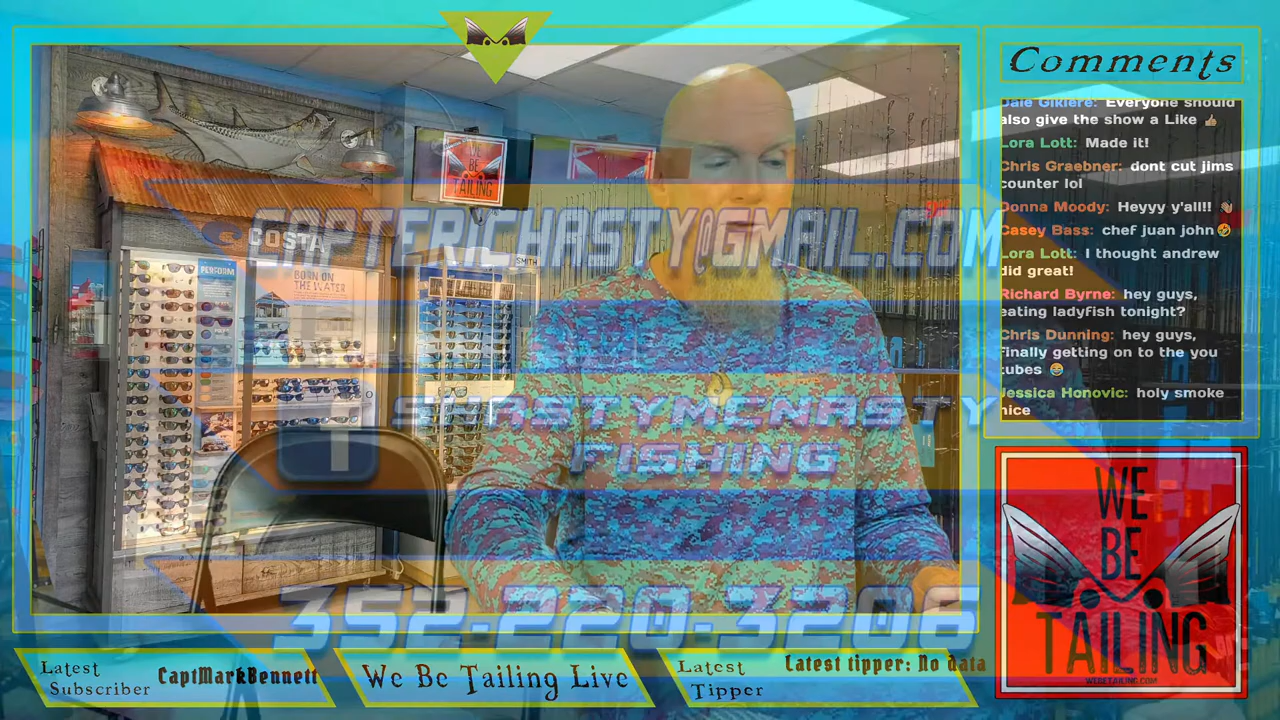 Comments
Dale Gikiere: Everyone should
also give the show a Like 👍
Lora Lott: Made it!
Chris Graebner: dont cut jims
counter lol
Donna Moody: Heyyy y'all!! 👋
Casey Bass: chef juan john🤣
Lora Lott: I thought andrew
did great!
Richard Byrne: hey guys,
eating ladyfish tonight?
Chris Dunning: hey guys,
Finally getting on to the you
tubes 😂
Jessica Honovic: holy smoke
nice
WE
BE
TAILING
COSTA
PERFORM
BORN ON
THE WATER
SMITH
CAPTERICHASTY@GMAIL.COM
SHASTYMCNASTY
FISHING
352-220-3206
WE
BE
TAILING
WEBETAILING.COM
Latest
Subscriber
CaptMarkBennett
We Be Tailing Live
Latest
Tipper
Latest tipper: No data